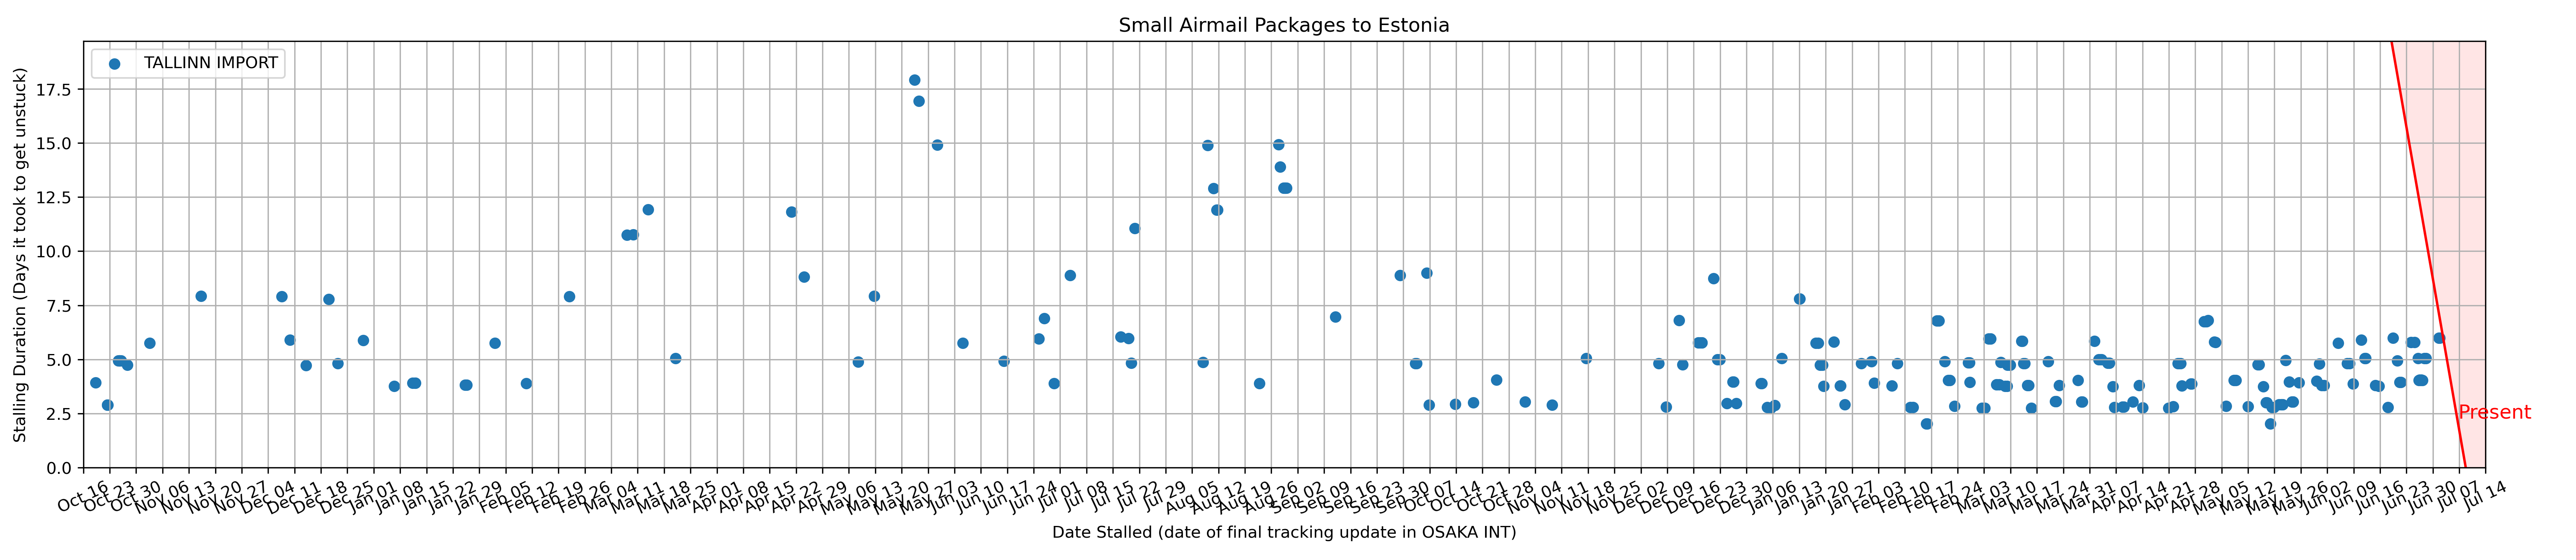 Small Airmail Packages to Estonia
TALLINN IMPORT
Stalling Duration (Days it took to get unstuck)
17.5
15.0
12.5
10.0
7.5
5.0
2.5
0.0
Present
Oct 16
Oct 23
Oct 30
Nov 06
Nov 13
Nov 20
Nov 27
Dec 04
Dec 11
Dec 18
Dec 25
Jan 01
Jan 08
Jan 15
Jan 22
Jan 29
Feb 05
Feb 12
Feb 19
Feb 26
Mar 04
Mar 11
Mar 18
Mar 25
Apr 01
Apr 08
Apr 15
Apr 22
Apr 29
May 06
May 13
May 20
May 27
Jun 03
Jun 10
Jun 17
Jun 24
Jul 01
Jul 08
Jul 15
Jul 22
Jul 29
Aug 05
Aug 12
Aug 19
Aug 26
Sep 02
Sep 09
Sep 16
Sep 23
Sep 30
Oct 07
Oct 14
Oct 21
Oct 28
Nov 04
Nov 11
Nov 18
Nov 25
Dec 02
Dec 09
Dec 16
Dec 23
Dec 30
Jan 06
Jan 13
Jan 20
Jan 27
Feb 03
Feb 10
Feb 17
Feb 24
Mar 03
Mar 10
Mar 17
Mar 24
Mar 31
Apr 07
Apr 14
Apr 21
Apr 28
May 05
May 12
May 19
May 26
Jun 02
Jun 09
Jun 16
Jun 23
Jun 30
Jul 07
Jul 14
Date Stalled (date of final tracking update in OSAKA INT)